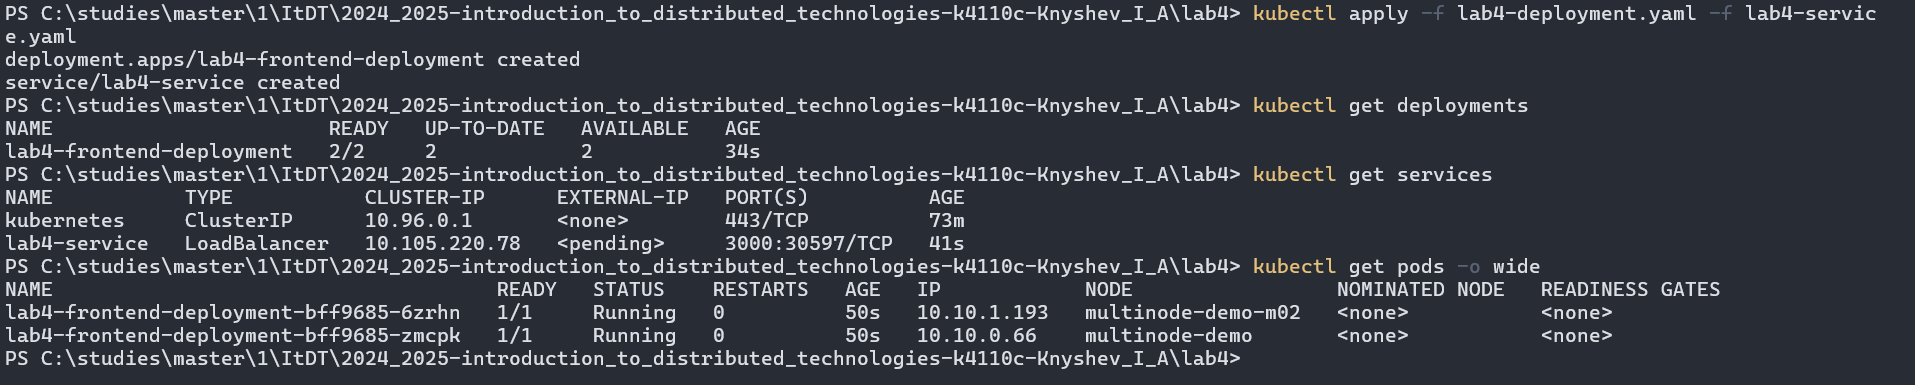 PS C:\studies\master\1\ItDT\2024_2025-introduction_to_distributed_technologies-k4110c-Knyshev_I_A\lab4> kubectl apply -f lab4-deployment.yaml -f lab4-servic
e.yaml
deployment.apps/lab4-frontend-deployment created
service/lab4-service created
PS C:\studies\master\1\ItDT\2024_2025-introduction_to_distributed_technologies-k4110c-Knyshev_I_A\lab4> kubectl get deployments
NAME                       READY   UP-TO-DATE   AVAILABLE   AGE
lab4-frontend-deployment   2/2     2            2           34s
PS C:\studies\master\1\ItDT\2024_2025-introduction_to_distributed_technologies-k4110c-Knyshev_I_A\lab4> kubectl get services
NAME           TYPE           CLUSTER-IP      EXTERNAL-IP   PORT(S)          AGE
kubernetes     ClusterIP      10.96.0.1       <none>        443/TCP          73m
lab4-service   LoadBalancer   10.105.220.78   <pending>     3000:30597/TCP   41s
PS C:\studies\master\1\ItDT\2024_2025-introduction_to_distributed_technologies-k4110c-Knyshev_I_A\lab4> kubectl get pods -o wide
NAME                                     READY   STATUS    RESTARTS   AGE   IP            NODE                 NOMINATED NODE   READINESS GATES
lab4-frontend-deployment-bff9685-6zrhn   1/1     Running   0          50s   10.10.1.193   multinode-demo-m02   <none>           <none>
lab4-frontend-deployment-bff9685-zmcpk   1/1     Running   0          50s   10.10.0.66    multinode-demo       <none>           <none>
PS C:\studies\master\1\ItDT\2024_2025-introduction_to_distributed_technologies-k4110c-Knyshev_I_A\lab4>